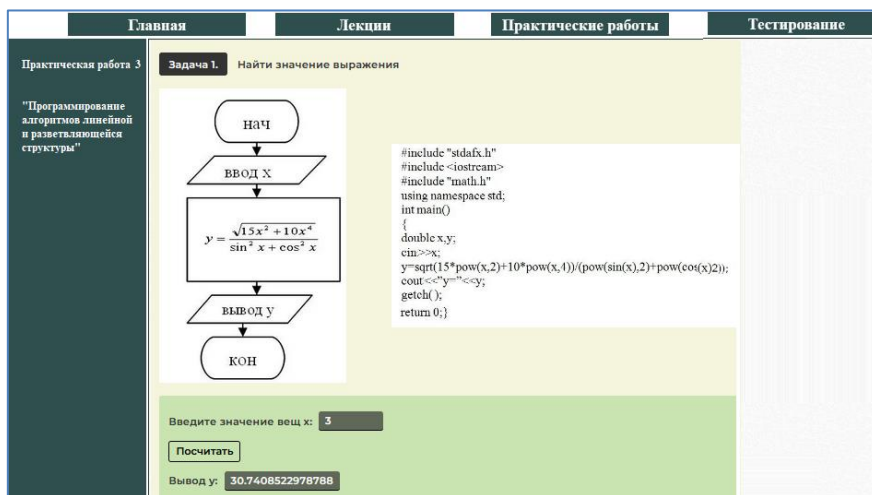 Главная Лекции Практические работы Тестирование
Практическая работа 3
"Программирование
алгоритмов линейной
и разветвляющейся
структуры"
Задача 1. Найти значение выражения
нач
ввод x
y = √15x² + 10x⁴ / sin² x + cos² x
вывод y
кон
#include "stdafx.h"
#include <iostream>
#include "math.h"
using namespace std;
int main()
{
double x,y;
cin>>x;
y=sqrt(15*pow(x,2)+10*pow(x,4))/(pow(sin(x),2)+pow(cos(x)2));
cout<<"y="<<y;
getch( );
return 0;}
Введите значение вещ x: 3
Посчитать
Вывод y: 30.7408522978788